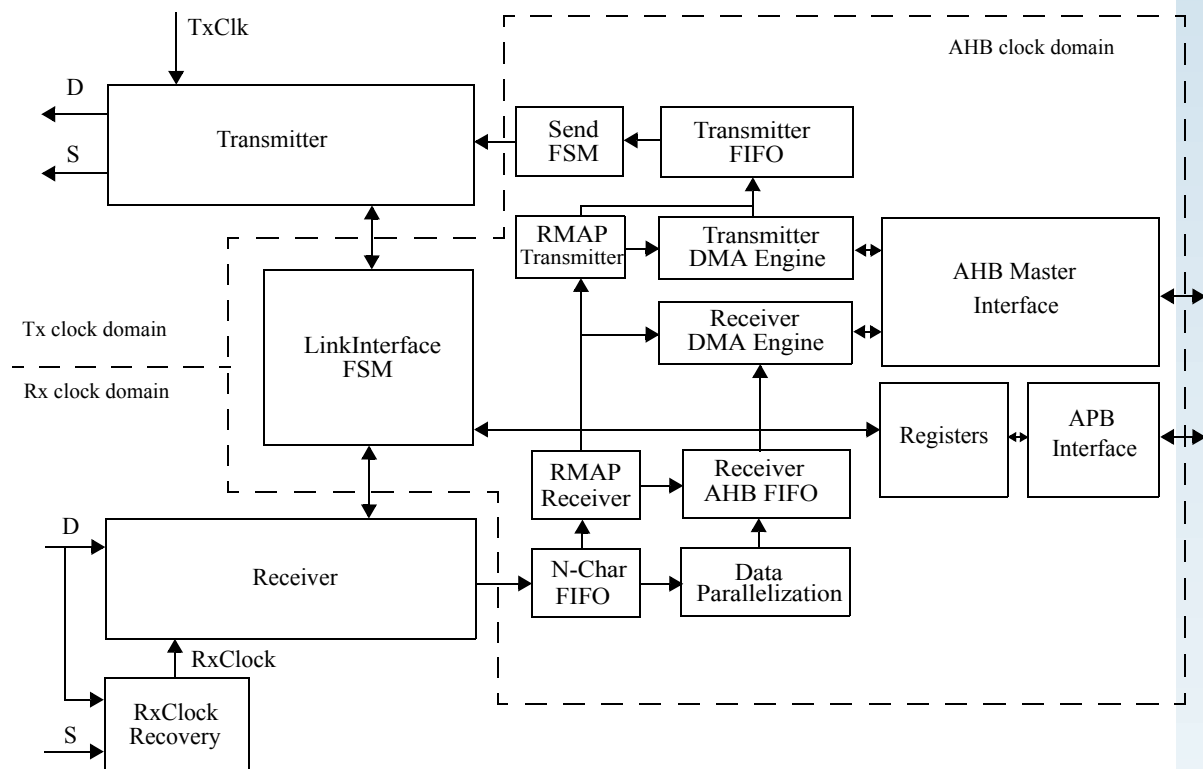 TxClk
AHB clock domain
D
S
Transmitter
Send
FSM
Transmitter
FIFO
RMAP
Transmitter
Transmitter
DMA Engine
AHB Master
Interface
Tx clock domain
Rx clock domain
LinkInterface
FSM
Receiver
DMA Engine
Registers
APB
Interface
RMAP
Receiver
Receiver
AHB FIFO
D
Receiver
N-Char
FIFO
Data
Parallelization
RxClock
S
RxClock
Recovery